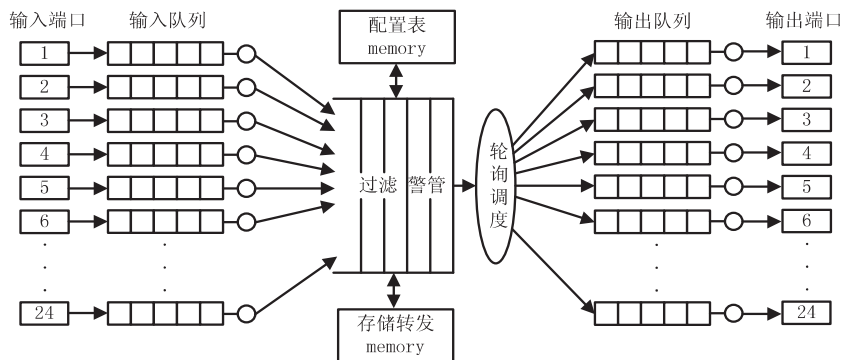 输入端口 输入队列 配置表 memory 输出队列 输出端口
1 1
2 2
3 3
4 4
5 过滤 警管 轮询调度 5
6 6
24 24
存储转发
memory